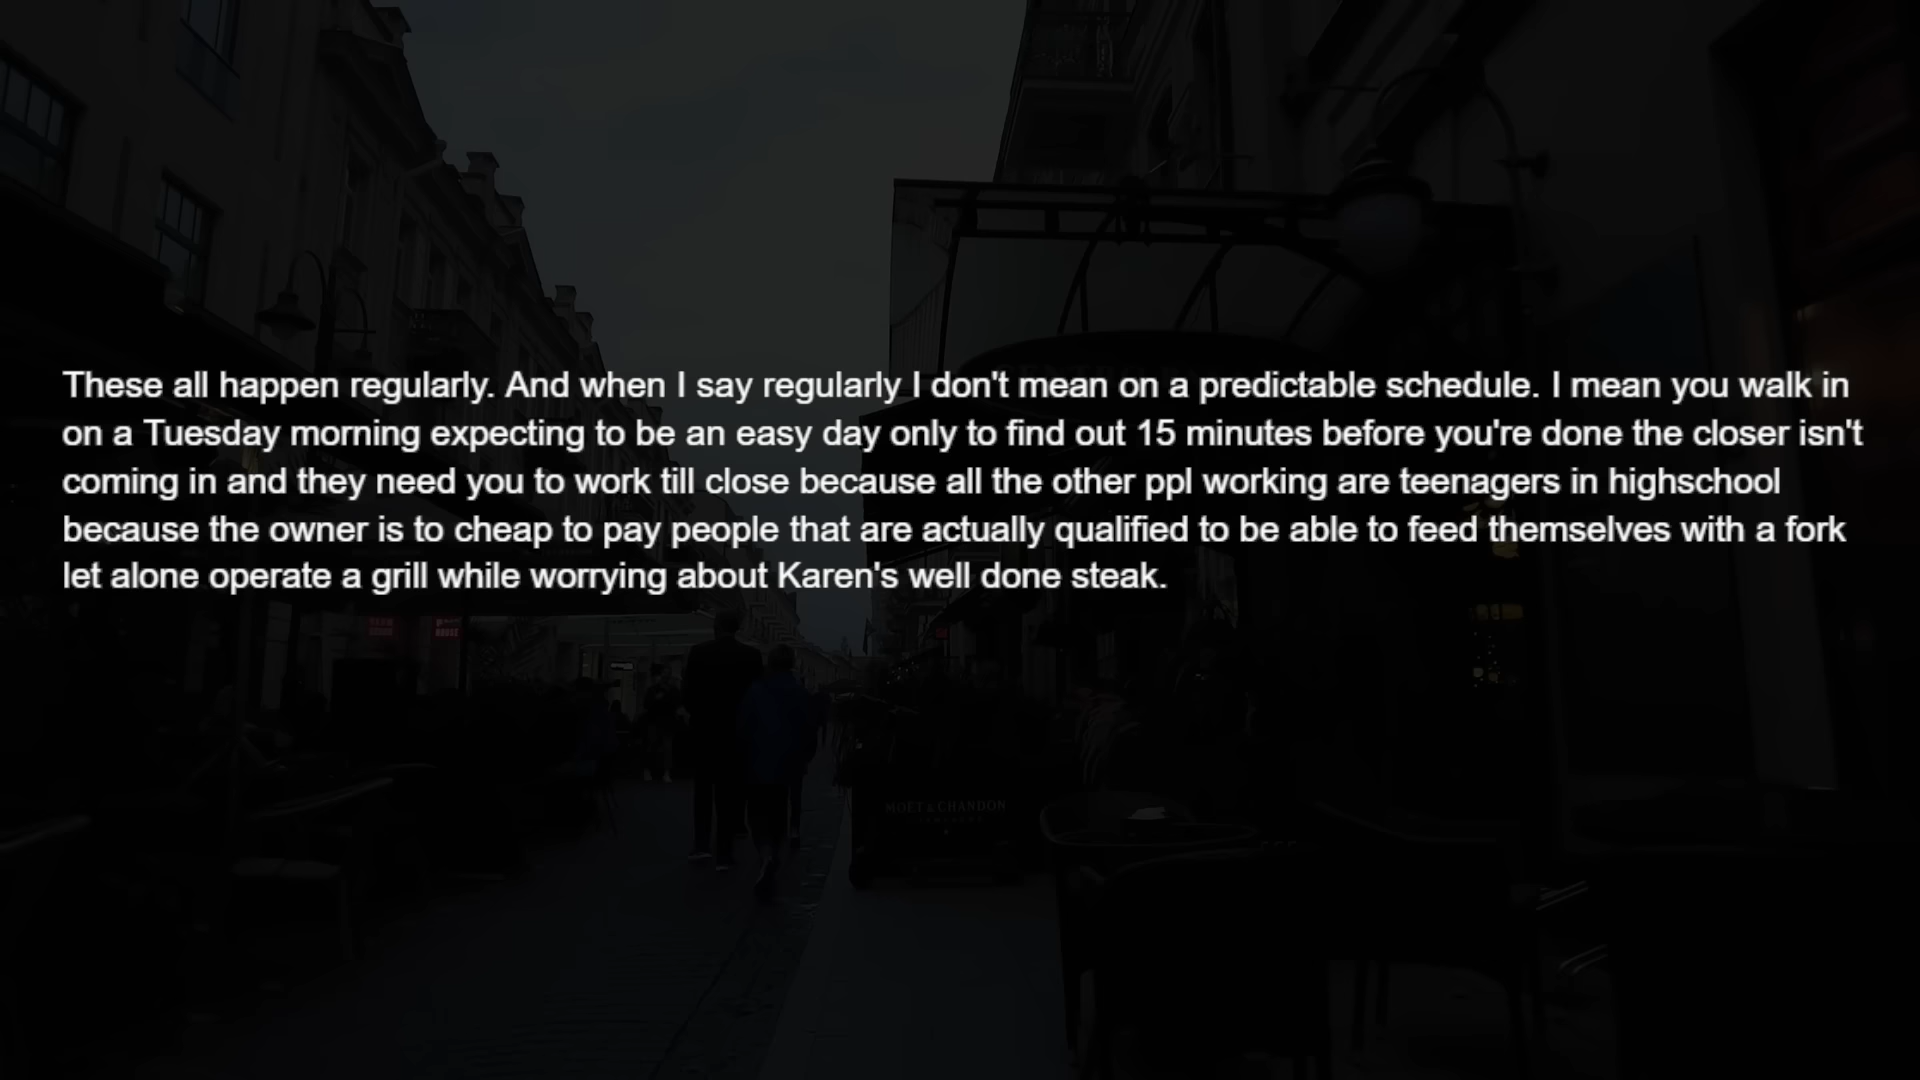 These all happen regularly. And when I say regularly I don't mean on a predictable schedule. I mean you walk in
on a Tuesday morning expecting to be an easy day only to find out 15 minutes before you're done the closer isn't
coming in and they need you to work till close because all the other ppl working are teenagers in highschool
because the owner is to cheap to pay people that are actually qualified to be able to feed themselves with a fork
let alone operate a grill while worrying about Karen's well done steak.
MOËT & CHANDON